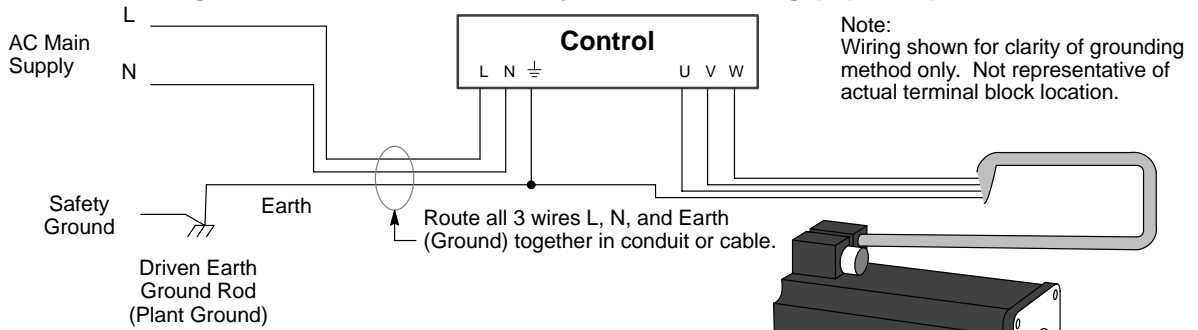 L
AC Main
Supply
N
Control
L N U V W
Note:
Wiring shown for clarity of grounding
method only. Not representative of
actual terminal block location.
Safety
Ground
Earth
Route all 3 wires L, N, and Earth
(Ground) together in conduit or cable.
Driven Earth
Ground Rod
(Plant Ground)